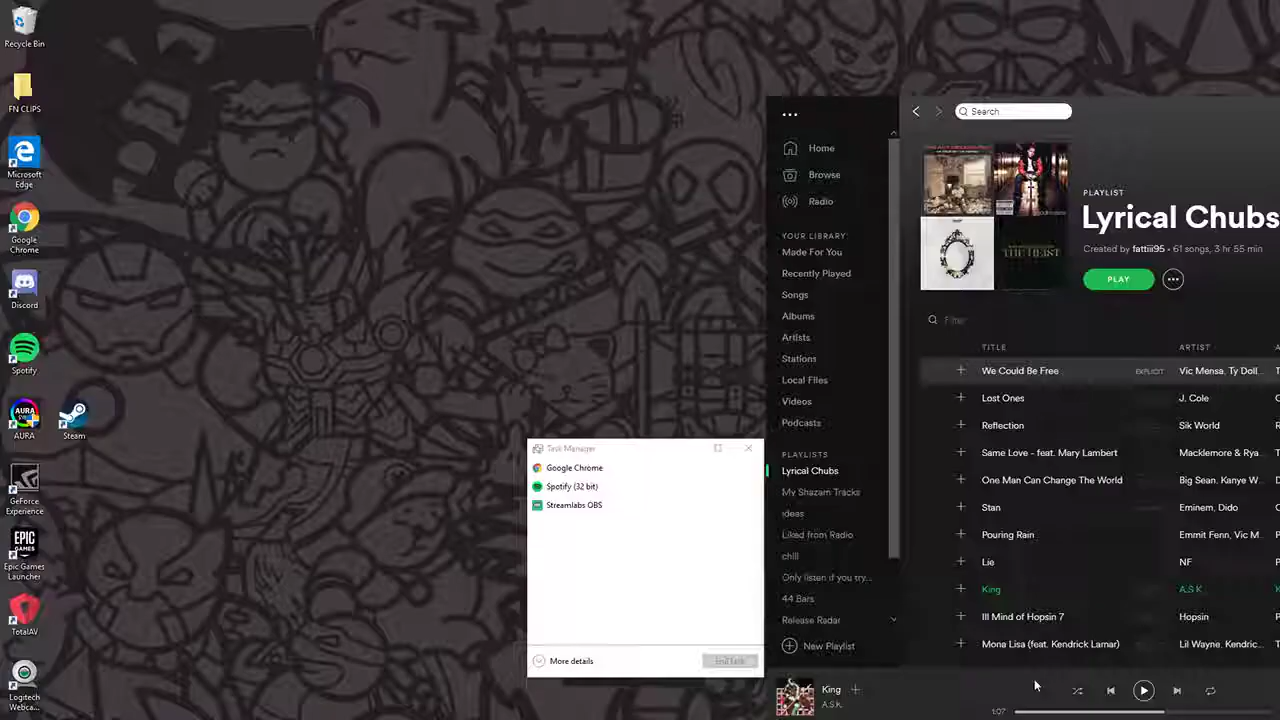 Recycle Bin
FN CLIPS
Microsoft
Edge
Google
Chrome
Discord
Spotify
AURA
Steam
GeForce
Experience
EPIC
GAMES
Epic Games
Launcher
TotalAV
Logitech
Webca...
Task Manager
Google Chrome
Spotify (32 bit)
Streamlabs OBS
More details
End task
Home
Browse
Radio
YOUR LIBRARY
Made For You
Recently Played
Songs
Albums
Artists
Stations
Local Files
Videos
Podcasts
PLAYLISTS
Lyrical Chubs
My Shazam Tracks
ideas
Liked from Radio
chill
Only listen if you try...
44 Bars
Release Radar
New Playlist
Search
THE HEIST
PLAYLIST
Lyrical Chubs
Created by fattiii95 • 61 songs, 3 hr 55 min
PLAY
Filter
TITLE ARTIST A
We Could Be Free EXPLICIT Vic Mensa, Ty Doll... T
Lost Ones J. Cole C
Reflection Sik World
Same Love - feat. Mary Lambert Macklemore & Rya... T
One Man Can Change The World Big Sean, Kanye W...
Stan Eminem, Dido
Pouring Rain Emmit Fenn, Vic M...
Lie NF
King A.S.K.
Ill Mind of Hopsin 7 Hopsin
Mona Lisa (feat. Kendrick Lamar) Lil Wayne, Kendric...
King
A.S.K.
1:07